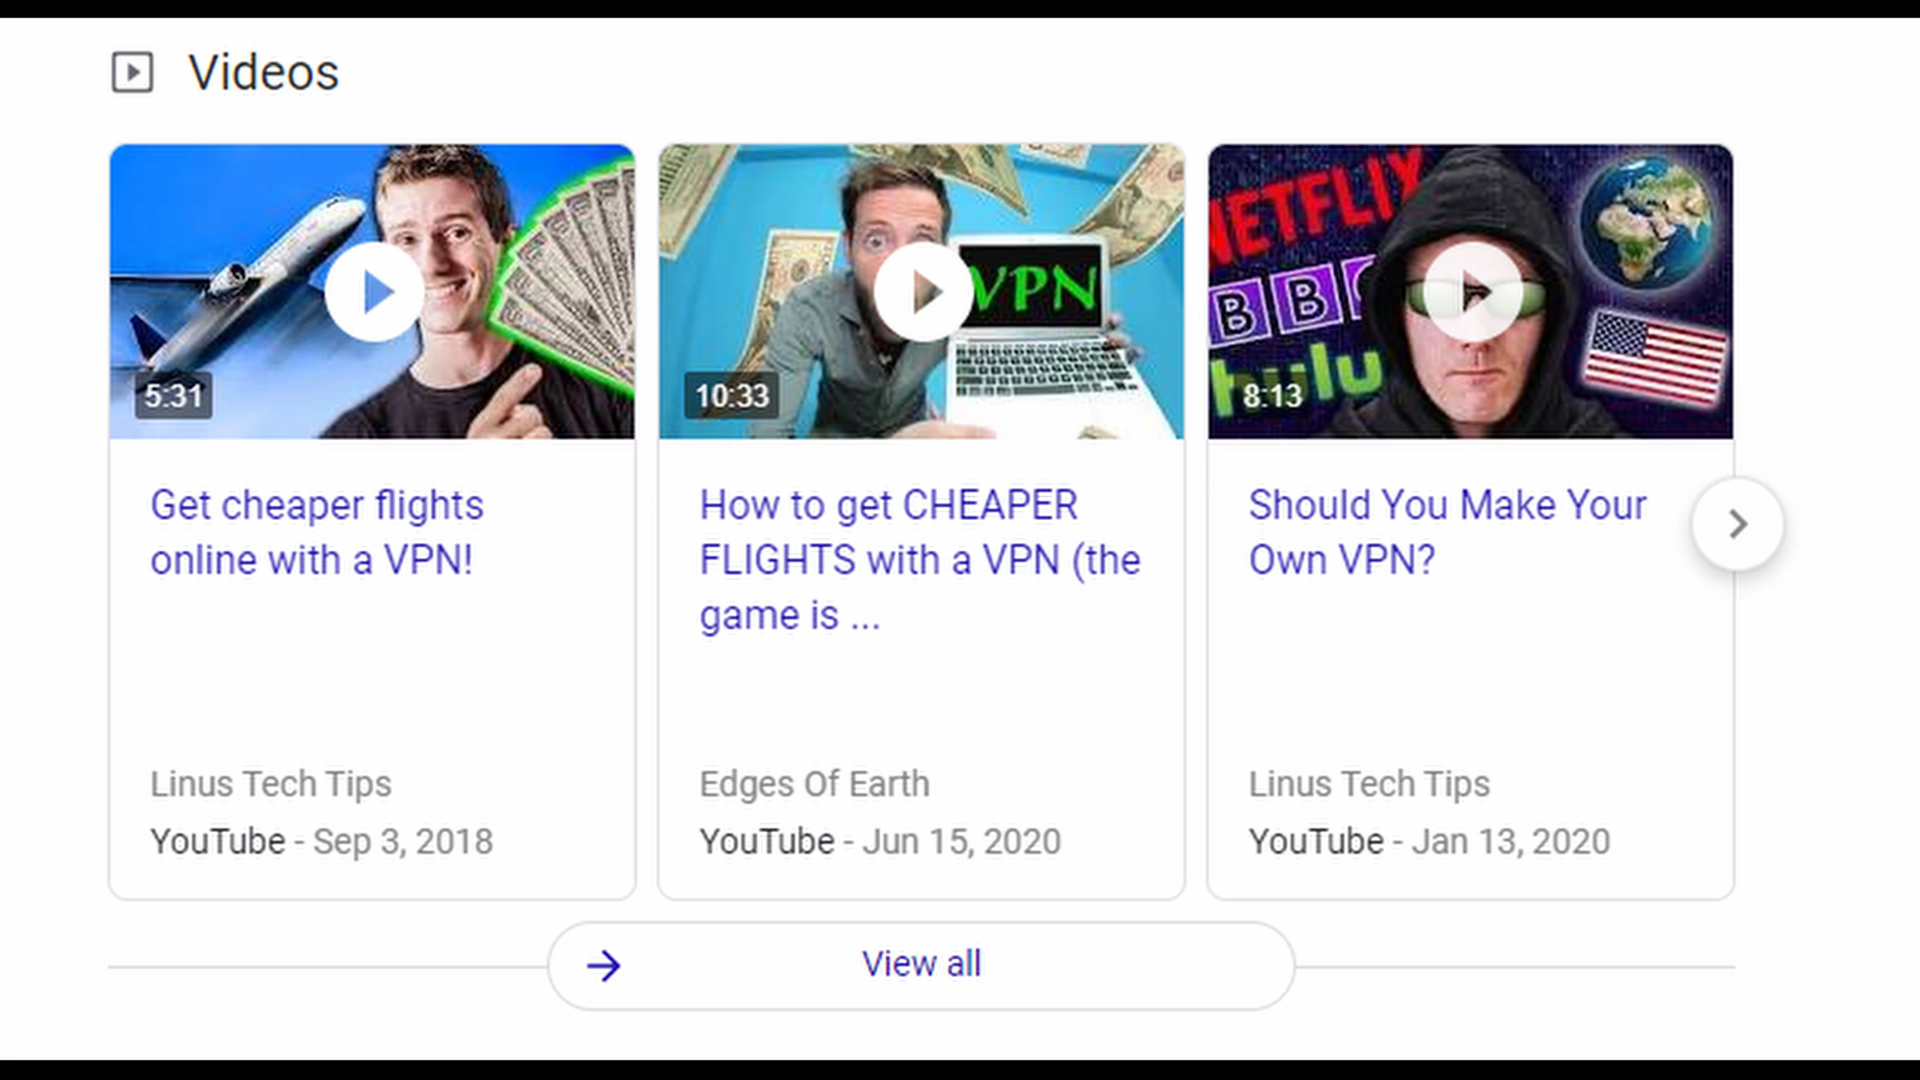 Videos
5:31
VPN
10:33
NETFLIX
BB
hulu
8:13
Get cheaper flights
online with a VPN!
How to get CHEAPER
FLIGHTS with a VPN (the
game is ...
Should You Make Your
Own VPN?
Linus Tech Tips
YouTube - Sep 3, 2018
Edges Of Earth
YouTube - Jun 15, 2020
Linus Tech Tips
YouTube - Jan 13, 2020
View all